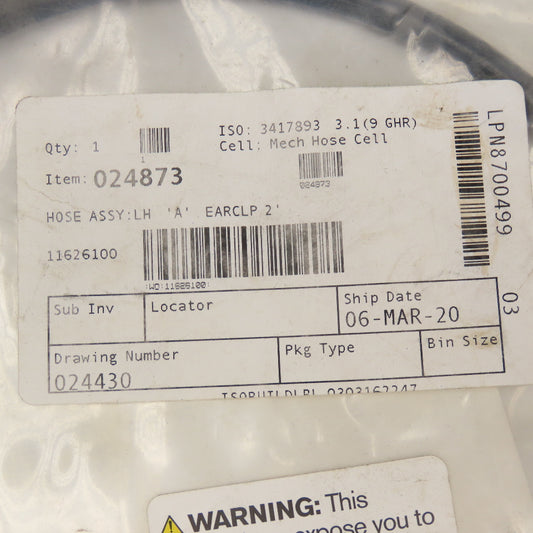 Qty: 1
1
ISO: 3417893 3.1(9 GHR)
Cell: Mech Hose Cell
Item: 024873
024873
LPN8700499
HOSE ASSY:LH 'A' EARCLP 2'
11626100
:WO:11626100:
Sub Inv
Locator
Ship Date
06-MAR-20
03
Drawing Number
024430
Pkg Type
Bin Size
WARNING: This
expose you to